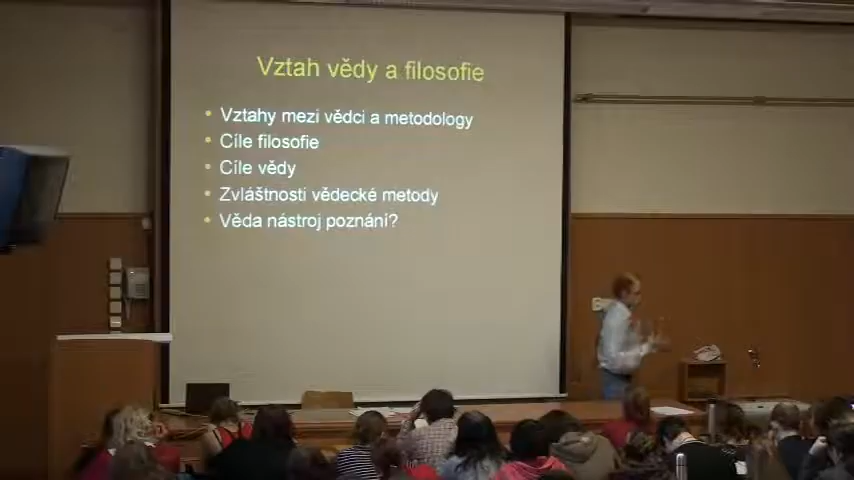 Vztah vědy a filosofie
Vztahy mezi vědci a metodology
Cíle filosofie
Cíle vědy
Zvláštnosti vědecké metody
Věda nástroj poznání?